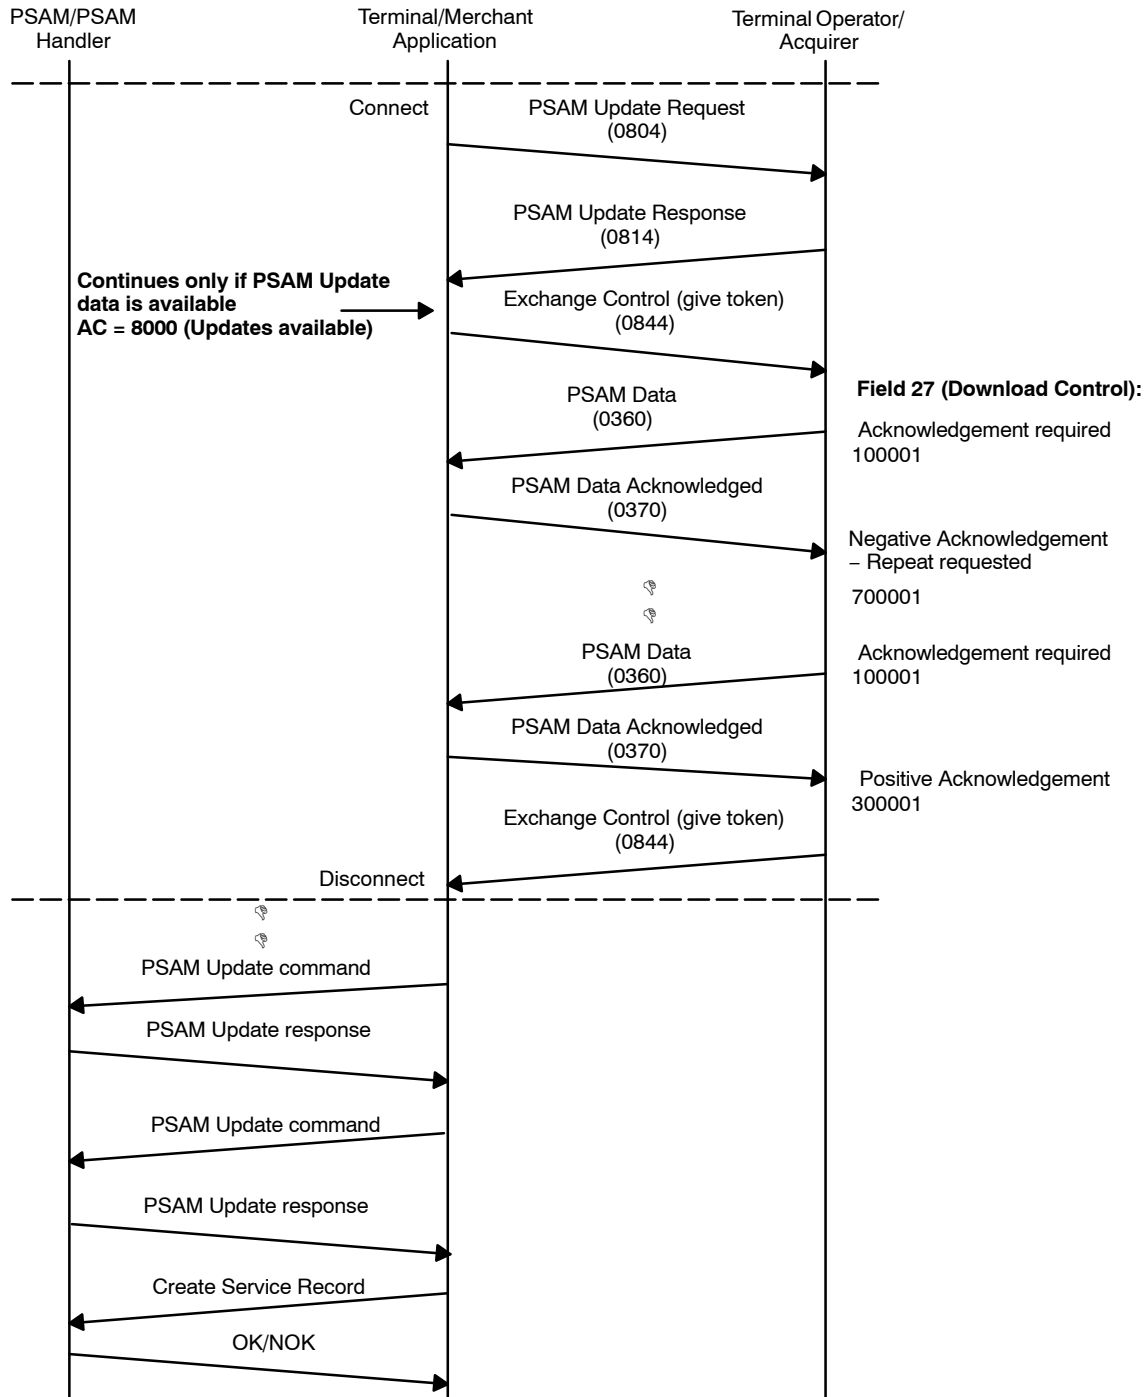 PSAM/PSAM
Handler
Terminal/Merchant
Application
Terminal Operator/
Acquirer
Connect
PSAM Update Request
(0804)
PSAM Update Response
(0814)
Continues only if PSAM Update
data is available
AC = 8000 (Updates available)
Exchange Control (give token)
(0844)
Field 27 (Download Control):
PSAM Data
(0360)
Acknowledgement required
100001
PSAM Data Acknowledged
(0370)
Negative Acknowledgement
– Repeat requested
700001
PSAM Data
(0360)
Acknowledgement required
100001
PSAM Data Acknowledged
(0370)
Positive Acknowledgement
300001
Exchange Control (give token)
(0844)
Disconnect
PSAM Update command
PSAM Update response
PSAM Update command
PSAM Update response
Create Service Record
OK/NOK